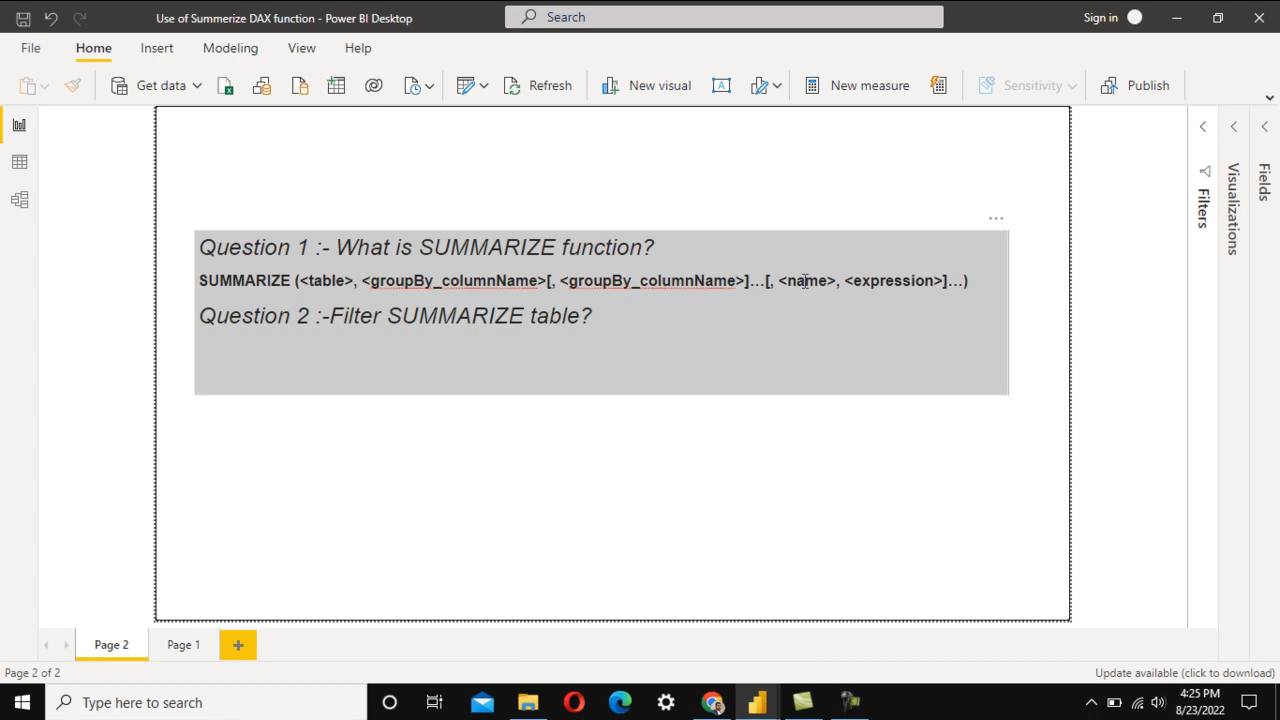 Use of Summerize DAX function - Power BI Desktop
Search
Sign in
File
Home
Insert
Modeling
View
Help
Get data
Refresh
New visual
New measure
Sensitivity
Publish
Filters
Visualizations
Fields
Question 1 :- What is SUMMARIZE function?
SUMMARIZE (<table>, <groupBy_columnName>[, <groupBy_columnName>]…[, <name>, <expression>]…)
Question 2 :-Filter SUMMARIZE table?
Page 2
Page 1
Page 2 of 2
Update available (click to download)
Type here to search
4:25 PM
8/23/2022